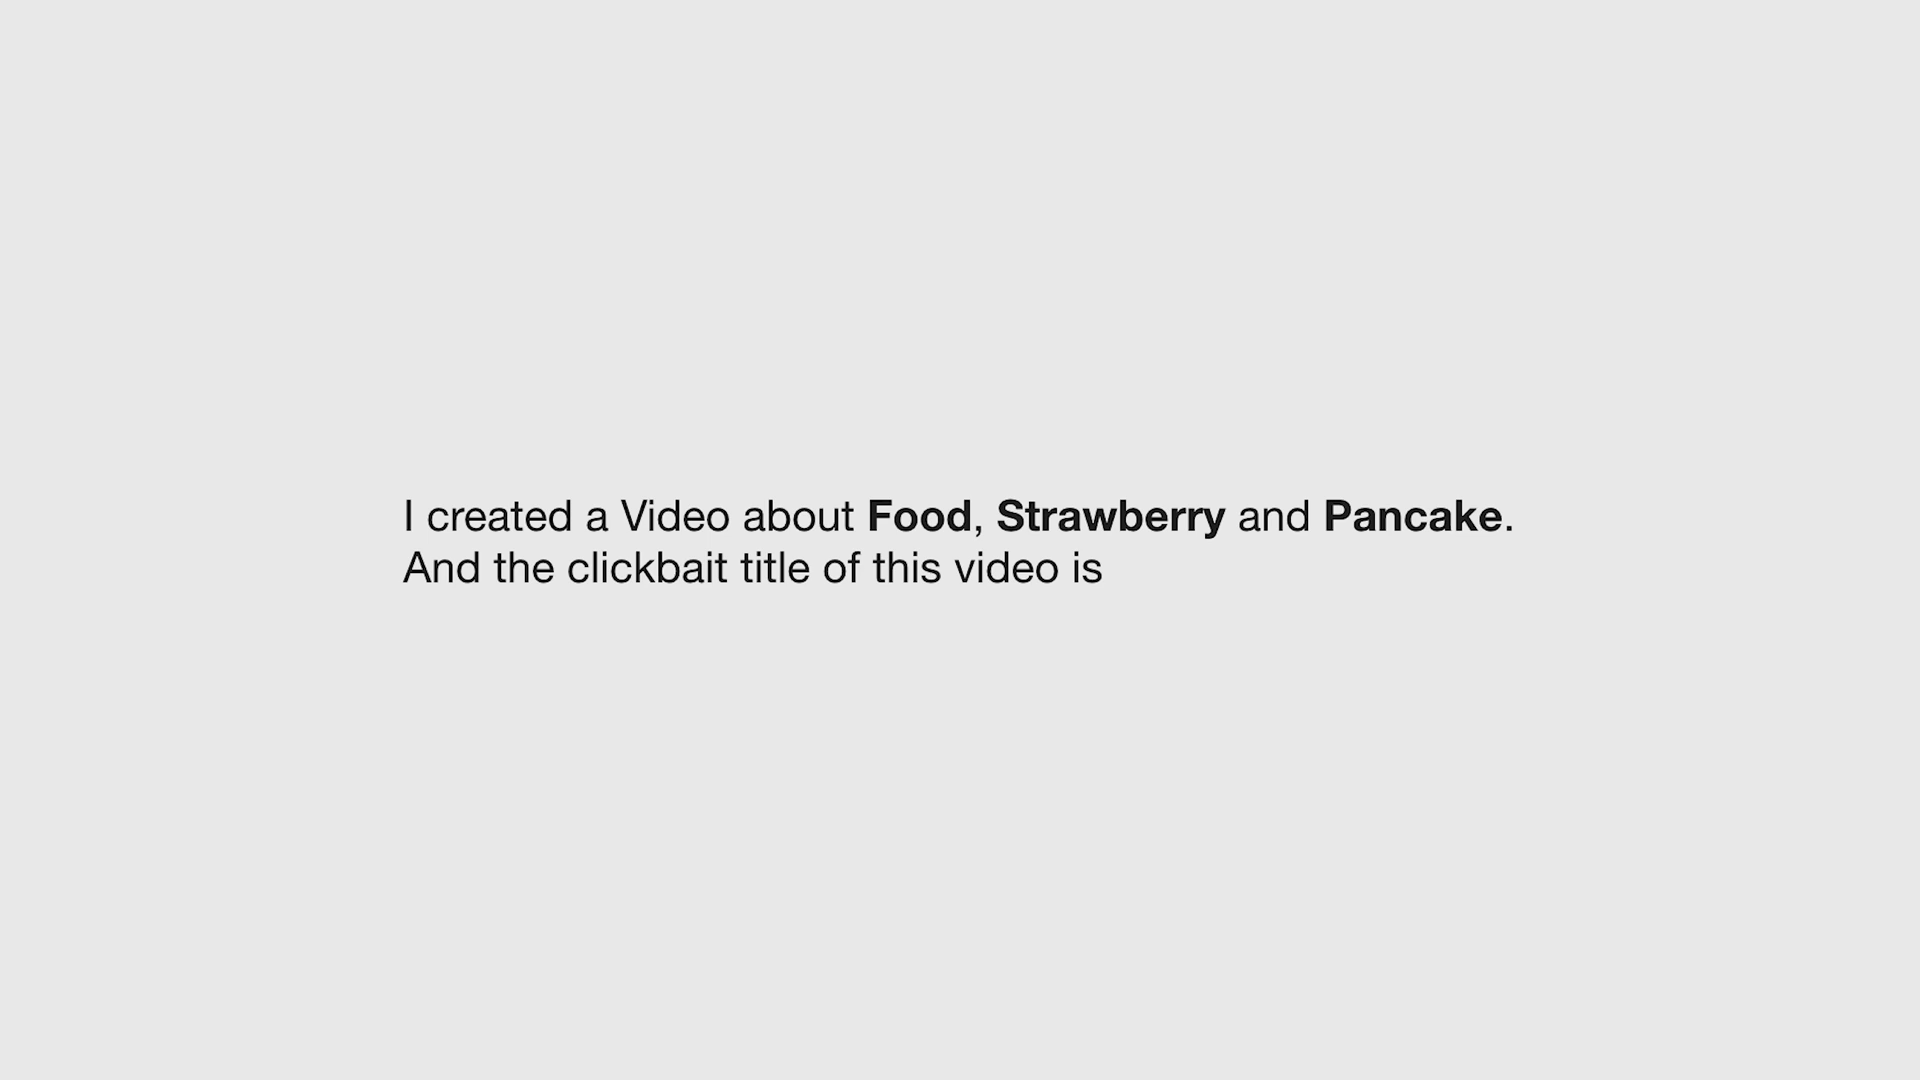 I created a Video about Food, Strawberry and Pancake.
And the clickbait title of this video is